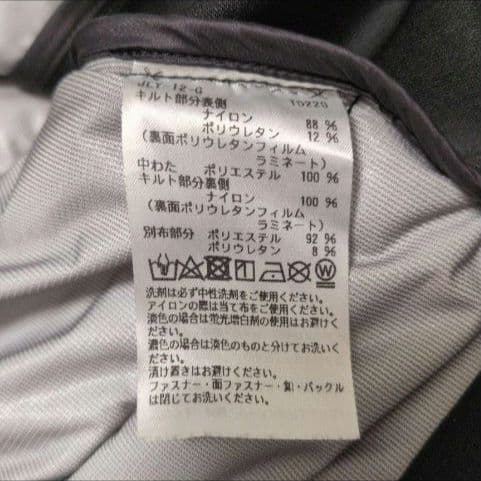 JLY 12-G
キルト部分表側 TO220
ナイロン 88 %
ポリウレタン 12 %
(裏面ポリウレタンフィルム
ラミネート)
中わた ポリエステル 100 %
キルト部分裏側
ナイロン 100 %
(裏面ポリウレタンフィルム
ラミネート)
別布部分 ポリエステル 92 %
ポリウレタン 8 %
W
洗剤は必ず中性洗剤をご使用ください。
アイロンの際は当て布をご使用ください。
淡色の場合は蛍光増白剤の使用はお避けく
ださい。
濃色の場合は淡色のものと分けてお洗いく
ださい。
漬け置きはお避けください。
ファスナー・面ファスナー・釦・バックル
は閉じてお洗いください。